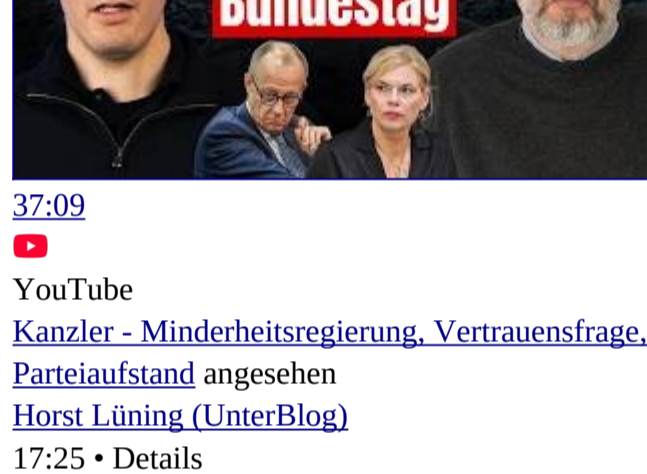 Bundestag
37:09
YouTube
Kanzler - Minderheitsregierung, Vertrauensfrage,
Parteiaufstand angesehen
Horst Lüning (UnterBlog)
17:25 • Details